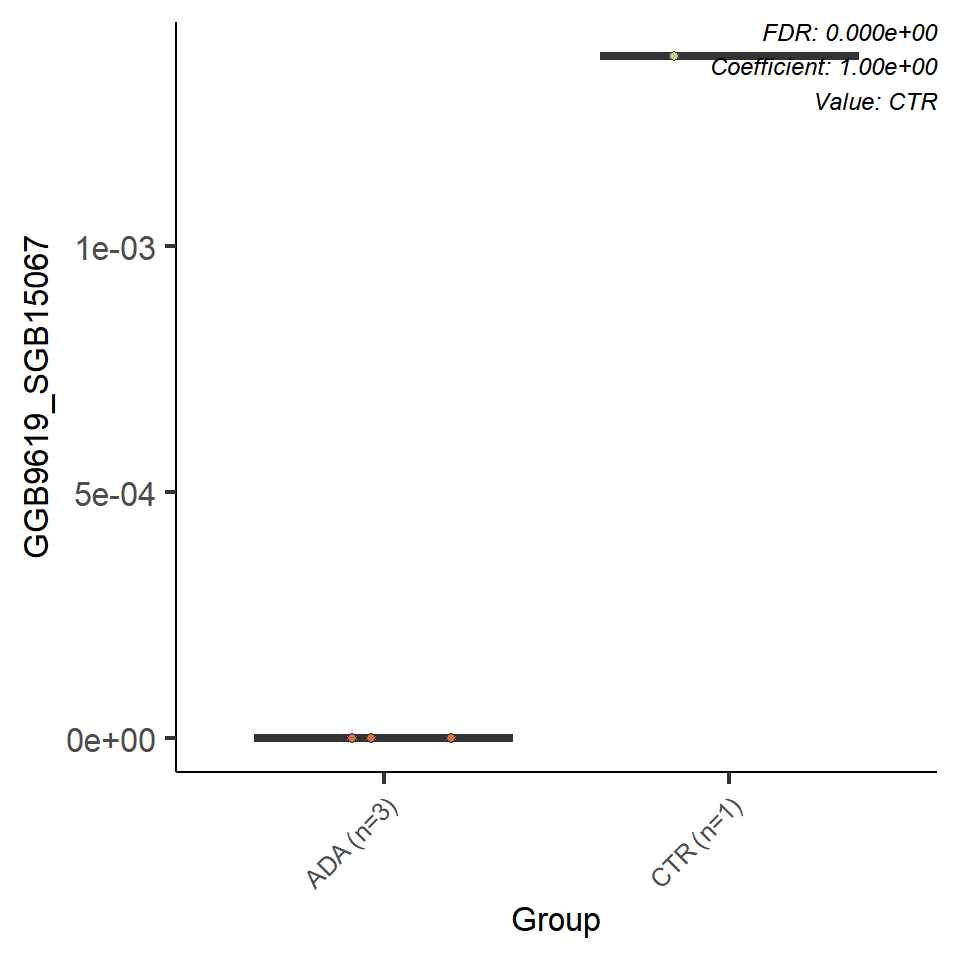 FDR: 0.000e+00
Coefficient: 1.00e+00
Value: CTR
GGB9619_SGB15067
1e-03
5e-04
0e+00
ADA (n=3)
CTR (n=1)
Group